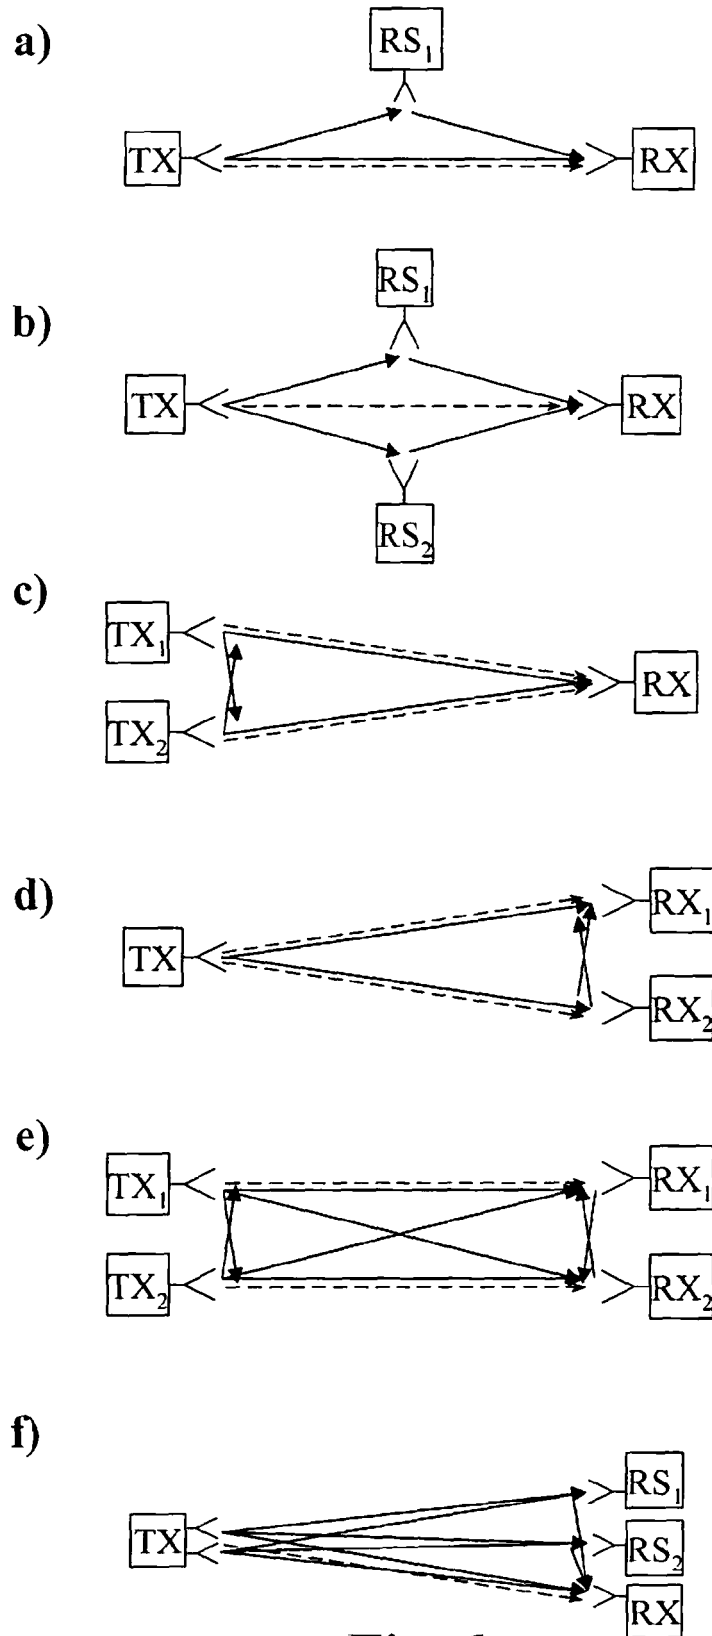 a)
RS₁
TX
RX
b)
RS₁
TX
RX
RS₂
c)
TX₁
RX
TX₂
d)
RX₁
TX
RX₂
e)
TX₁
RX₁
TX₂
RX₂
f)
RS₁
TX
RS₂
RX